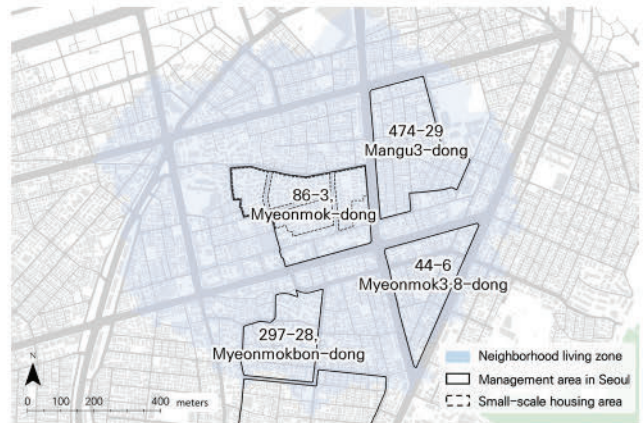 474-29
Mangu3-dong
86-3,
Myeonmok-dong
44-6
Myeonmok3·8-dong
297-28,
Myeonmokbon-dong
N
0 200 400 meters
Neighborhood living zone
Management area in Seoul
Small-scale housing area